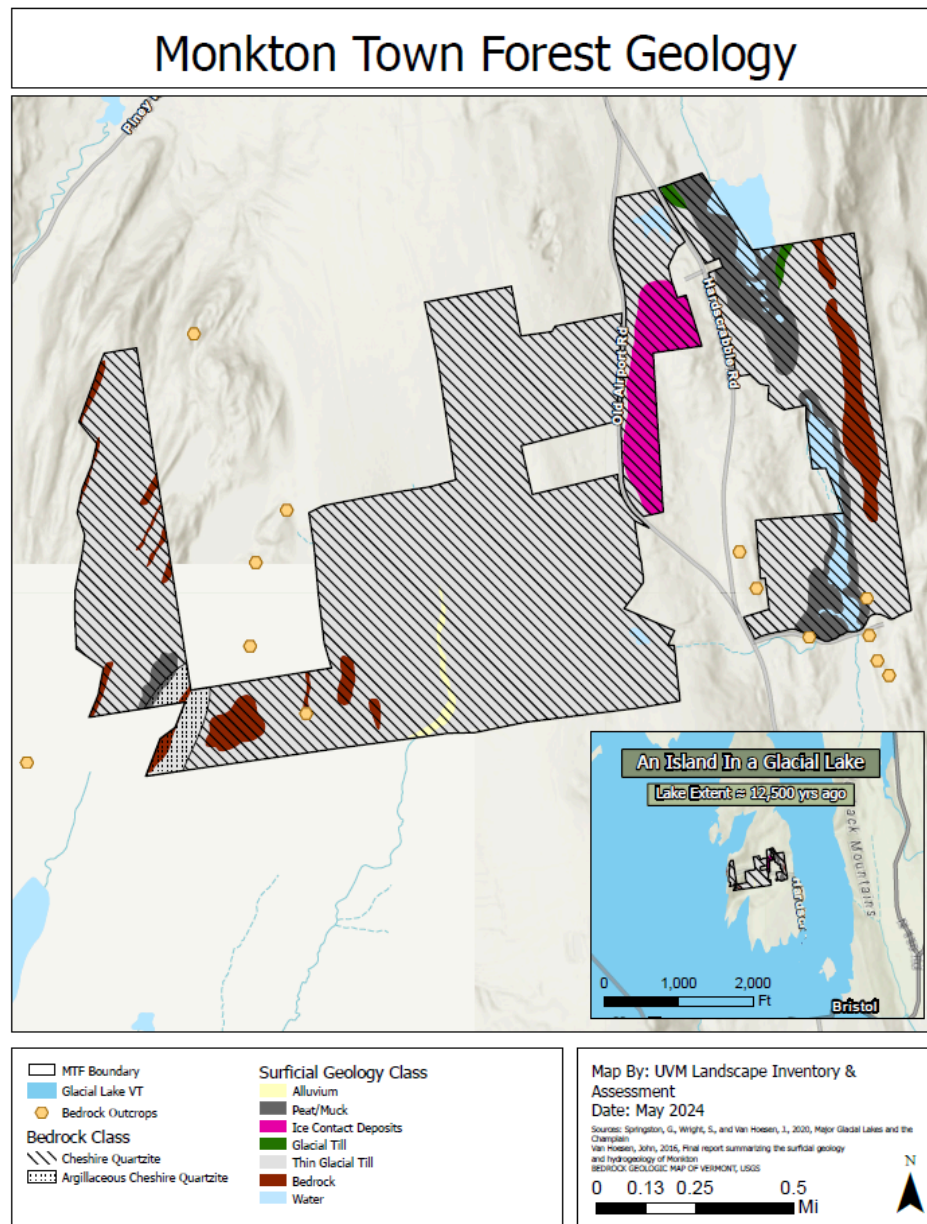 Monkton Town Forest Geology
Piney
Old Airport Rd
Hardscrabble Rd
An Island In a Glacial Lake
Lake Extent ≈ 12,500 yrs ago
ack Mountains
Hardscr
0 1,000 2,000
Ft
Bristol
MTF Boundary
Glacial Lake VT
Bedrock Outcrops
Bedrock Class
Cheshire Quartzite
Argillaceous Cheshire Quartzite
Surficial Geology Class
Alluvium
Peat/Muck
Ice Contact Deposits
Glacial Till
Thin Glacial Till
Bedrock
Water
Map By: UVM Landscape Inventory &
Assessment
Date: May 2024
Sources: Springston, G., Wright, S., and Van Hoesen, J., 2020, Major Glacial Lakes and the
Champlain
Van Hoesen, John, 2016, Final report summarizing the surficial geology
and hydrogeology of Monkton
BEDROCK GEOLOGIC MAP OF VERMONT, USGS
N
0 0.13 0.25 0.5
Mi